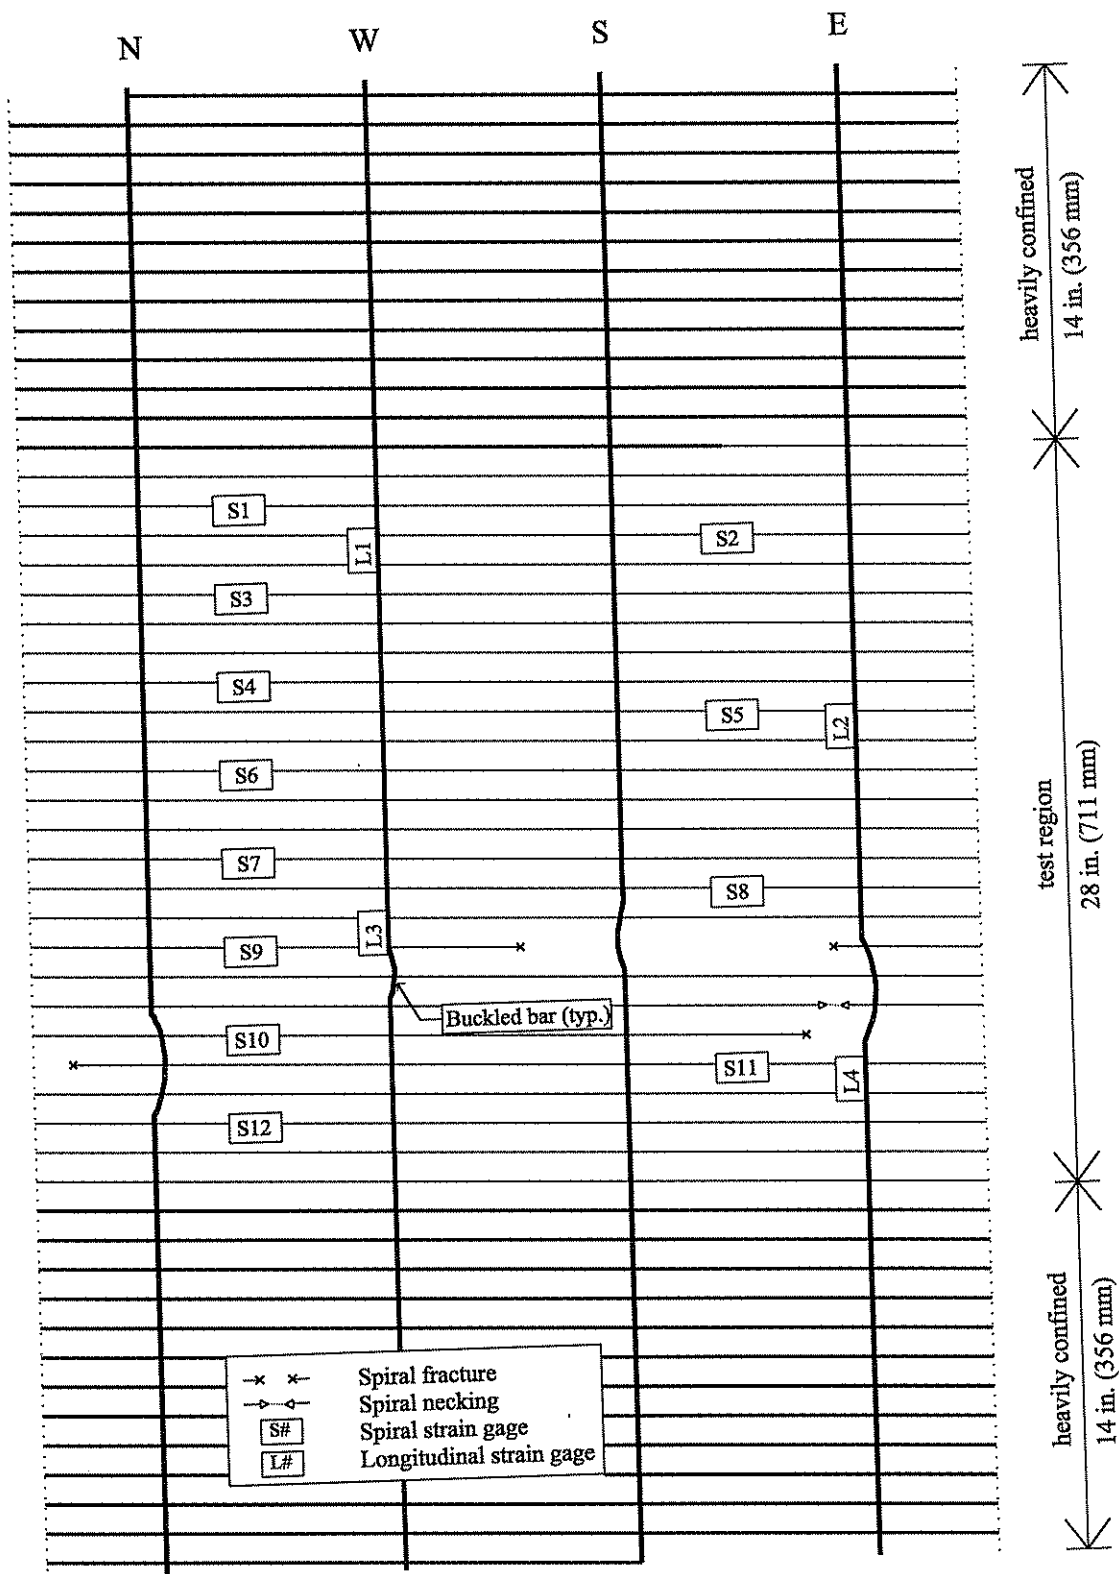 N
W
S
E
heavily confined
14 in. (356 mm)
S1
L1
S2
S3
S4
S5
L2
S6
test region
28 in. (711 mm)
S7
S8
L3
S9
Buckled bar (typ.)
S10
S11
L4
S12
heavily confined
14 in. (356 mm)
Spiral fracture
Spiral necking
S# Spiral strain gage
L# Longitudinal strain gage